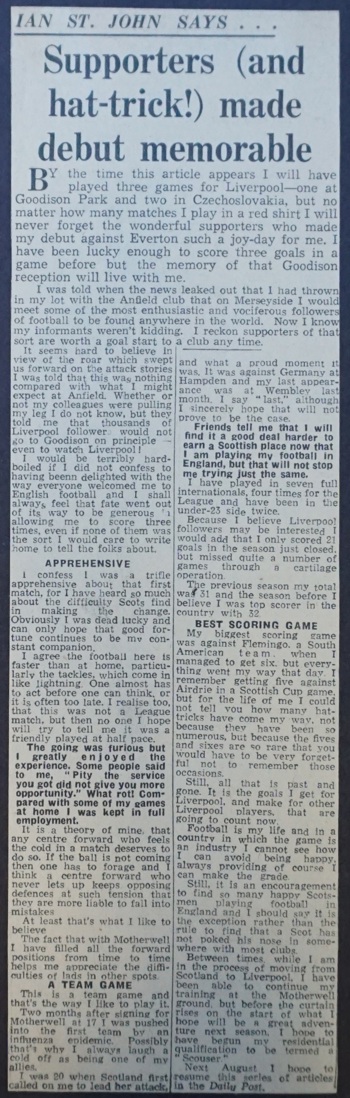 IAN ST. JOHN SAYS . . .
Supporters (and
hat-trick!) made
debut memorable
BY the time this article appears I will have
played three games for Liverpool—one at
Goodison Park and two in Czechoslovakia, but no
matter how many matches I play in a red shirt I will
never forget the wonderful supporters who made
my debut against Everton such a joy-day for me. I
have been lucky enough to score three goals in a
game before but the memory of that Goodison
reception will live with me.
I was told when the news leaked out that I had thrown
in my lot with the Anfield club that on Merseyside I would
meet some of the most enthusiastic and vociferous followers
of football to be found anywhere in the world. Now I know
my informants weren't kidding. I reckon supporters of that
sort are worth a goal start to a club any time.
It seems hard to believe in
view of the roar which swept
us forward on the attack stories
I was told that this was nothing
compared with what I might
expect at Anfield. Whether or
not my colleagues were pulling
my leg I do not know, but they
told me that thousands of
Liverpool follower would not
go to Goodison on principle —
even to watch Liverpool!
I would be terribly hard-
boiled if I did not confess to
having beenn delighted with the
way everyone welcomed me to
English football and I shall
always, feel that fate went out
of its way to be generous in
allowing me to score three
times, even if none of them was
the sort I would care to write
home to tell the folks about.
APPREHENSIVE
I confess I was a trifle
apprehensive about that first
match, for I have heard so much
about the difficulty Scots find
in making the change.
Obviously I was dead lucky and
can only hope that good for-
tune continues to be my con-
stant companion.
I agree the football here is
faster than at home, particu-
larly the tackles, which come in
like lightning. One almost has
to act before one can think, or
it is often too late. I realise too,
that this was not a League
match, but then no one I hope
will try to tell me it was a
friendly played at half pace.
The going was furious but
I greatly enjoyed the
experience. Some people said
to me, "Pity the service
you got did not give you more
opportunity." What rot! Com-
pared with some of my games
at home I was kept in full
employment.
It is a theory of mine, that
any centre forward who feels
the cold in a match deserves to
do so. If the ball is not coming
then one has to forage and I
think a centre forward who
never lets up keeps opposing
defences at such tension that
they are more liable to fall into
mistakes
At least that's what I like to
believe
The fact that with Motherwell
I have filled all the forward
positions from time to time
helps me appreciate the diffi-
culties of lads in other spots.
A TEAM GAME
This is a team game and
that's the way I like to play it.
Two months after signing for
Motherwell at 17 I was pushed
into the first team by an
influenza epidemic. Possibly
that's why I always laugh a
cold off as being one of my
allies.
I was 20 when Scotland first
called on me to lead her attack,
and what a proud moment it
was. It was against Germany at
Hampden and my last appear-
ance was at Wembley last
month. I say "last," although
I sincerely hope that will not
prove to be the case.
Friends tell me that I will
find it a good deal harder to
earn a Scottish place now that
I am playing my football in
England, but that will not stop
me trying just the same.
I have played in seven full
internationals, four times for the
League and have been in the
under-23 side twice.
Because I believe Liverpool
followers may be interested I
would add that I only scored 21
goals in the season just closed,
but missed quite a number of
games through a cartilage
operation.
The previous season my total
was 31 and the season before I
believe I was top scorer in the
country with 32.
BEST SCORING GAME
My biggest scoring game
was against Flemingo, a South
American team when I
managed to get six, but every-
thing went my way that day. I
remember getting five against
Airdrie in a Scottish Cup game,
but for the life of me I could
not tell you how many hat-
tricks have come my way, not
because they have been so
numerous, but because the fives
and sixes are so rare that you
would have to be very forget-
ful not to remember those
occasions.
Still, all that is past and
gone. It is the goals I get for
Liverpool, and make for other
Liverpool players, that are
going to count now.
Football is my life and in a
country in which the game is
an industry I cannot see how
I can avoid being happy,
always providing of course I
can make the grade.
Still, it is an encouragement
to find so many happy Scots-
men playing football in
England and I should say it is
the exception rather than the
rule to find that a Scot has
not poked his nose in some-
where with most clubs.
Between times, while I am
in the process of moving from
Scotland to Liverpool, I have
been able to continue my
training at the Motherwell
ground, but before the curtain
rises on the start of what I
hope will be a great adven-
ture next season, I hope to
have begun my residential
qualification to be termed a
"Scouser."
Next August I hope to
resume this series of articles
in the Daily Post.